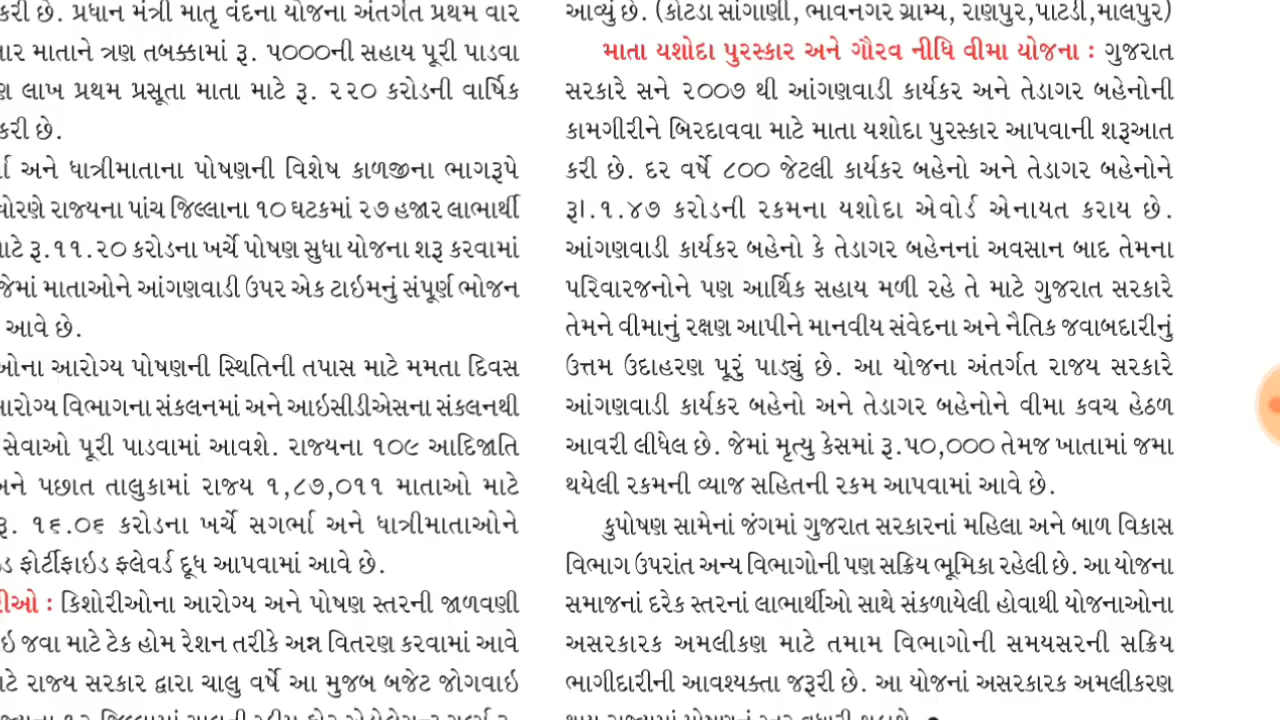 કરી છે. પ્રધાન મંત્રી માતૃ વંદના યોજના અંતર્ગત પ્રથમ વાર
માતાને ત્રણ તબક્કામાં રૂ. ૫૦૦૦ની સહાય પૂરી પાડવા
લાખ પ્રથમ પ્રસૂતા માતા માટે રૂ. ૨૨૦ કરોડની વાર્ષિક
કરી છે.
અને ધાત્રીમાતાના પોષણની વિશેષ કાળજીના ભાગરૂપે
રાજ્યના પાંચ જિલ્લાના ૧૦ ઘટકમાં ૨૭ હજાર લાભાર્થી
માટે રૂ.૧૧.૨૦ કરોડના ખર્ચે પોષણ સુધા યોજના શરૂ કરવામાં
જેમાં માતાઓને આંગણવાડી ઉપર એક ટાઇમનું સંપૂર્ણ ભોજન
આવે છે.
આરોગ્ય પોષણની સ્થિતિની તપાસ માટે મમતા દિવસ
આરોગ્ય વિભાગના સંકલનમાં અને આઇસીડીએસના સંકલનથી
સેવાઓ પૂરી પાડવામાં આવશે. રાજ્યના ૧૦૯ આદિજાતિ
અને પછાત તાલુકામાં રાજય ૧,૮૭,૦૧૧ માતાઓ માટે
રૂ. ૧૬.૦૬ કરોડના ખર્ચે સગર્ભા અને ધાત્રીમાતાઓને
ફોર્ટીફાઇડ ફ્લેવર્ડ દૂધ આપવામાં આવે છે.
કિશોરીઓના આરોગ્ય અને પોષણ સ્તરની જાળવણી
જવા માટે ટેક હોમ રેશન તરીકે અન્ન વિતરણ કરવામાં આવે
રાજ્ય સરકાર દ્વારા ચાલુ વર્ષે આ મુજબ બજેટ જોગવાઇ
આવ્યું છે. (કોટડા સાંગાણી, ભાવનગર ગ્રામ્ય, રાણપુર,પાટડી,માલપુર)
માતા યશોદા પુરસ્કાર અને ગૌરવ નીધિ વીમા યોજના : ગુજરાત
સરકારે સને ૨૦૦૭ થી આંગણવાડી કાર્યકર અને તેડાગર બહેનોની
કામગીરીને બિરદાવવા માટે માતા યશોદા પુરસ્કાર આપવાની શરૂઆત
કરી છે. દર વર્ષે ૮૦૦ જેટલી કાર્યકર બહેનો અને તેડાગર બહેનોને
રૂા.૧.૪૭ કરોડની રકમના યશોદા એવોર્ડ એનાયત કરાય છે.
આંગણવાડી કાર્યકર બહેનો કે તેડાગર બહેનનાં અવસાન બાદ તેમના
પરિવારજનોને પણ આર્થિક સહાય મળી રહે તે માટે ગુજરાત સરકારે
તેમને વીમાનું રક્ષણ આપીને માનવીય સંવેદના અને નૈતિક જવાબદારીનું
ઉત્તમ ઉદાહરણ પૂરું પાડ્યું છે. આ યોજના અંતર્ગત રાજય સરકારે
આંગણવાડી કાર્યકર બહેનો અને તેડાગર બહેનોને વીમા કવચ હેઠળ
આવરી લીધેલ છે. જેમાં મૃત્યુ કેસમાં રૂ.૫૦,૦૦૦ તેમજ ખાતામાં જમા
થયેલી રકમની વ્યાજ સહિતની રકમ આપવામાં આવે છે.
કુપોષણ સામેનાં જંગમાં ગુજરાત સરકારનાં મહિલા અને બાળ વિકાસ
વિભાગ ઉપરાંત અન્ય વિભાગોની પણ સક્રિય ભૂમિકા રહેલી છે. આ યોજના
સમાજનાં દરેક સ્તરનાં લાભાર્થીઓ સાથે સંકળાયેલી હોવાથી યોજનાઓના
અસરકારક અમલીકણ માટે તમામ વિભાગોની સમયસરની સક્રિય
ભાગીદારીની આવશ્યક્તા જરૂરી છે. આ યોજનાં અસરકારક અમલીકરણ